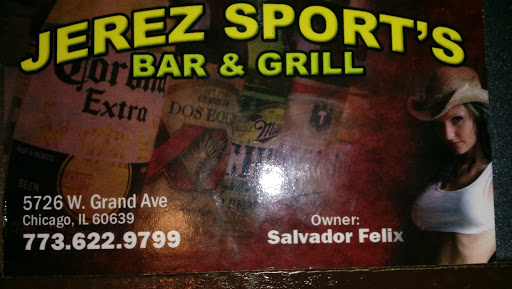 JEREZ SPORT'S
BAR & GRILL
Corona
Extra
DOS EQUIS
Miller
BEER
5726 W. Grand Ave
Chicago, IL 60639
773.622.9799
Owner:
Salvador Felix